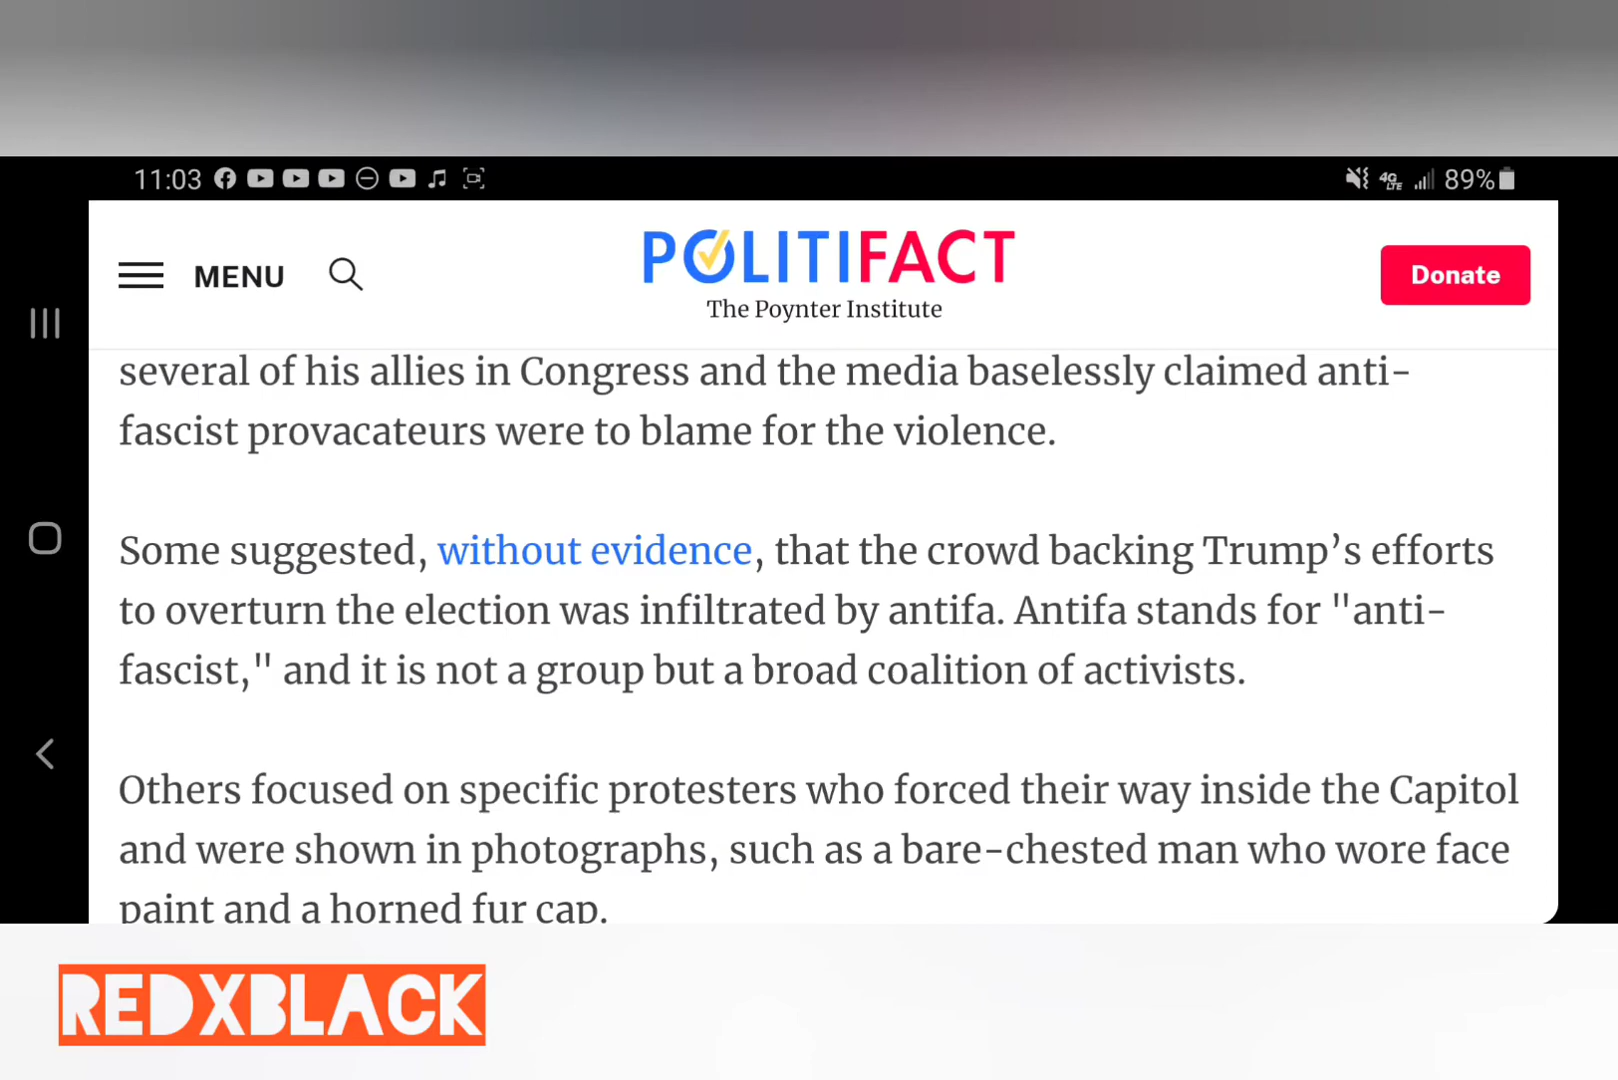 11:03
4G LTE 89%
MENU
POLITIFACT
The Poynter Institute
Donate
several of his allies in Congress and the media baselessly claimed anti-
fascist provacateurs were to blame for the violence.
Some suggested, without evidence, that the crowd backing Trump’s efforts
to overturn the election was infiltrated by antifa. Antifa stands for "anti-
fascist," and it is not a group but a broad coalition of activists.
Others focused on specific protesters who forced their way inside the Capitol
and were shown in photographs, such as a bare-chested man who wore face
paint and a horned fur cap.
REDXBLACK